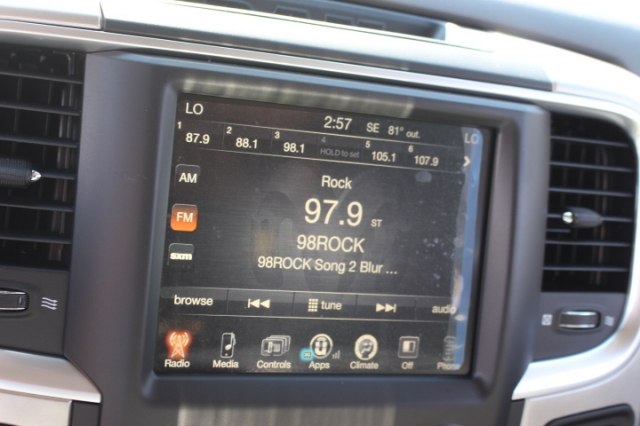 LO 2:57 SE 81° out. LO
1 87.9 2 88.1 3 98.1 4 HOLD to set 5 105.1 6 107.9
AM Rock
FM 97.9 ST
98ROCK
sxm 98ROCK Song 2 Blur ...
browse tune audio
Radio Media Controls Apps Climate Off Phone